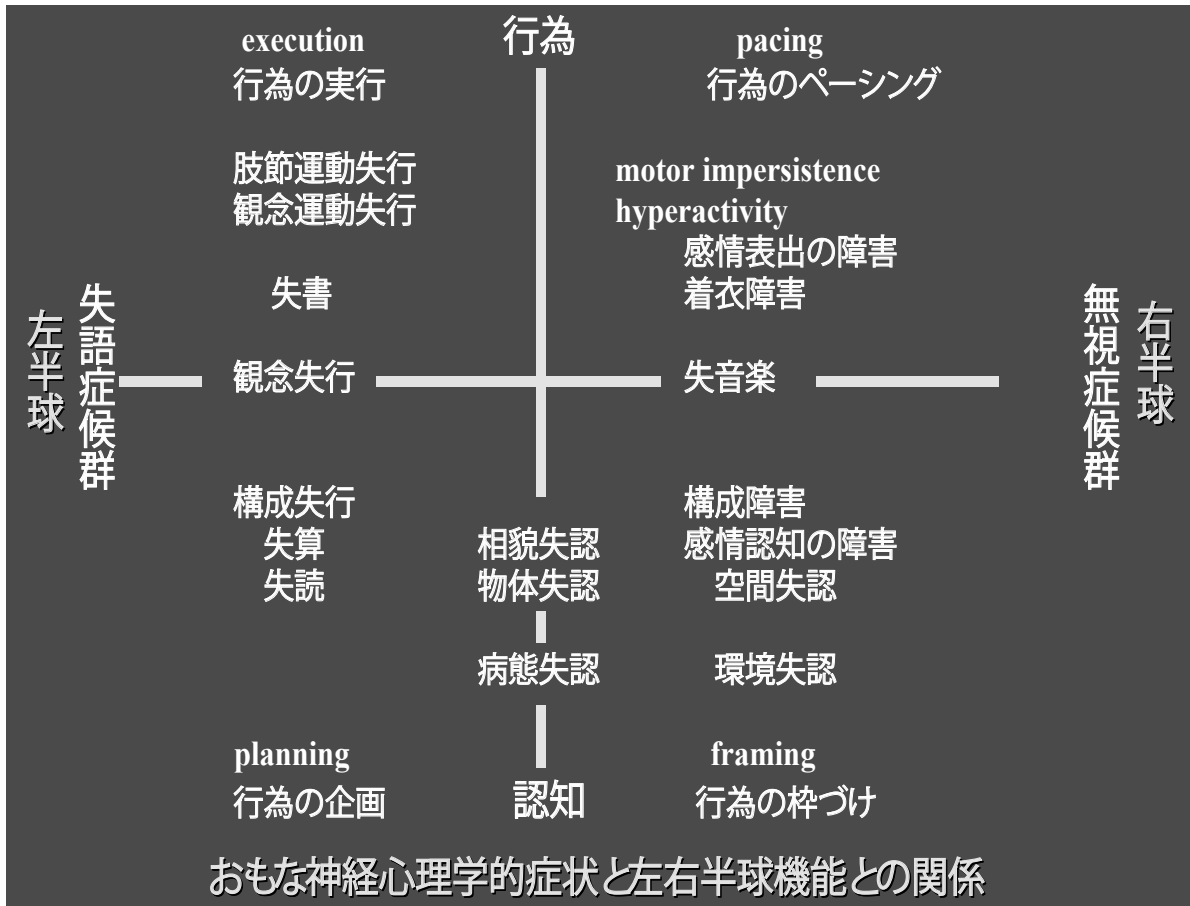 execution
行為
pacing
行為の実行
行為のペーシング
肢節運動失行
観念運動失行
motor impersistence
hyperactivity
感情表出の障害
失書
着衣障害
左半球
失語症候群
無視症候群
右半球
観念失行
失音楽
構成失行
構成障害
失算
相貌失認
感情認知の障害
失読
物体失認
空間失認
病態失認
環境失認
planning
framing
行為の企画
認知
行為の枠づけ
おもな神経心理学的症状と左右半球機能との関係